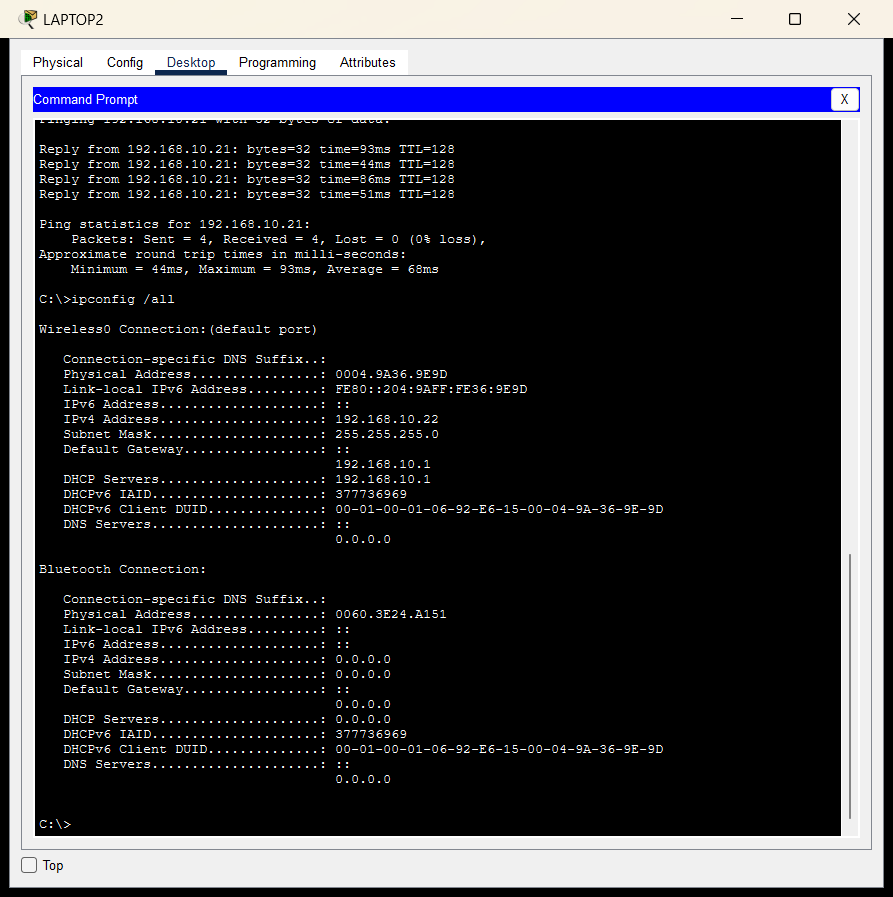 LAPTOP2
Physical Config Desktop Programming Attributes
Command Prompt X
Pinging 192.168.10.21 with 32 bytes of data:
Reply from 192.168.10.21: bytes=32 time=93ms TTL=128
Reply from 192.168.10.21: bytes=32 time=44ms TTL=128
Reply from 192.168.10.21: bytes=32 time=86ms TTL=128
Reply from 192.168.10.21: bytes=32 time=51ms TTL=128
Ping statistics for 192.168.10.21:
Packets: Sent = 4, Received = 4, Lost = 0 (0% loss),
Approximate round trip times in milli-seconds:
Minimum = 44ms, Maximum = 93ms, Average = 68ms
C:\>ipconfig /all
Wireless0 Connection:(default port)
Connection-specific DNS Suffix..:
Physical Address................: 0004.9A36.9E9D
Link-local IPv6 Address.........: FE80::204:9AFF:FE36:9E9D
IPv6 Address....................: ::
IPv4 Address....................: 192.168.10.22
Subnet Mask.....................: 255.255.255.0
Default Gateway.................: ::
192.168.10.1
DHCP Servers....................: 192.168.10.1
DHCPv6 IAID.....................: 377736969
DHCPv6 Client DUID..............: 00-01-00-01-06-92-E6-15-00-04-9A-36-9E-9D
DNS Servers.....................: ::
0.0.0.0
Bluetooth Connection:
Connection-specific DNS Suffix..:
Physical Address................: 0060.3E24.A151
Link-local IPv6 Address.........: ::
IPv6 Address....................: ::
IPv4 Address....................: 0.0.0.0
Subnet Mask.....................: 0.0.0.0
Default Gateway.................: ::
0.0.0.0
DHCP Servers....................: 0.0.0.0
DHCPv6 IAID.....................: 377736969
DHCPv6 Client DUID..............: 00-01-00-01-06-92-E6-15-00-04-9A-36-9E-9D
DNS Servers.....................: ::
0.0.0.0
C:\>
Top